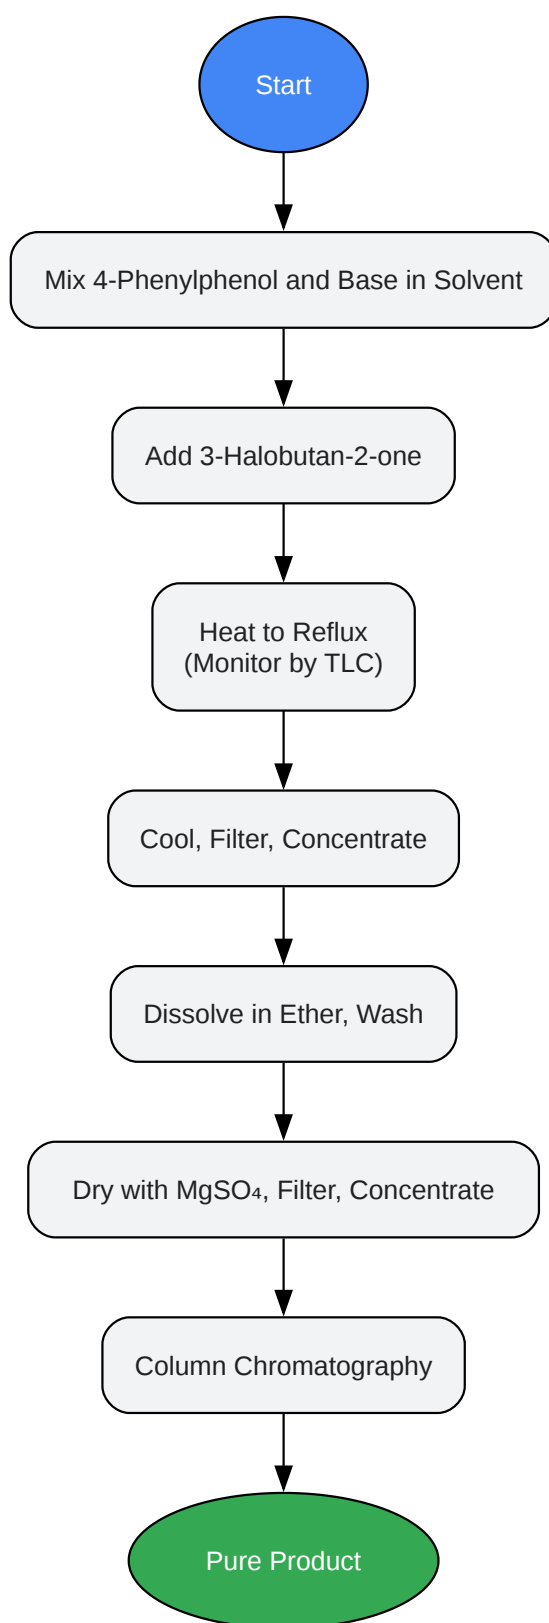 Start
Mix 4-Phenylphenol and Base in Solvent
Add 3-Halobutan-2-one
Heat to Reflux
(Monitor by TLC)
Cool, Filter, Concentrate
Dissolve in Ether, Wash
Dry with MgSO₄, Filter, Concentrate
Column Chromatography
Pure Product